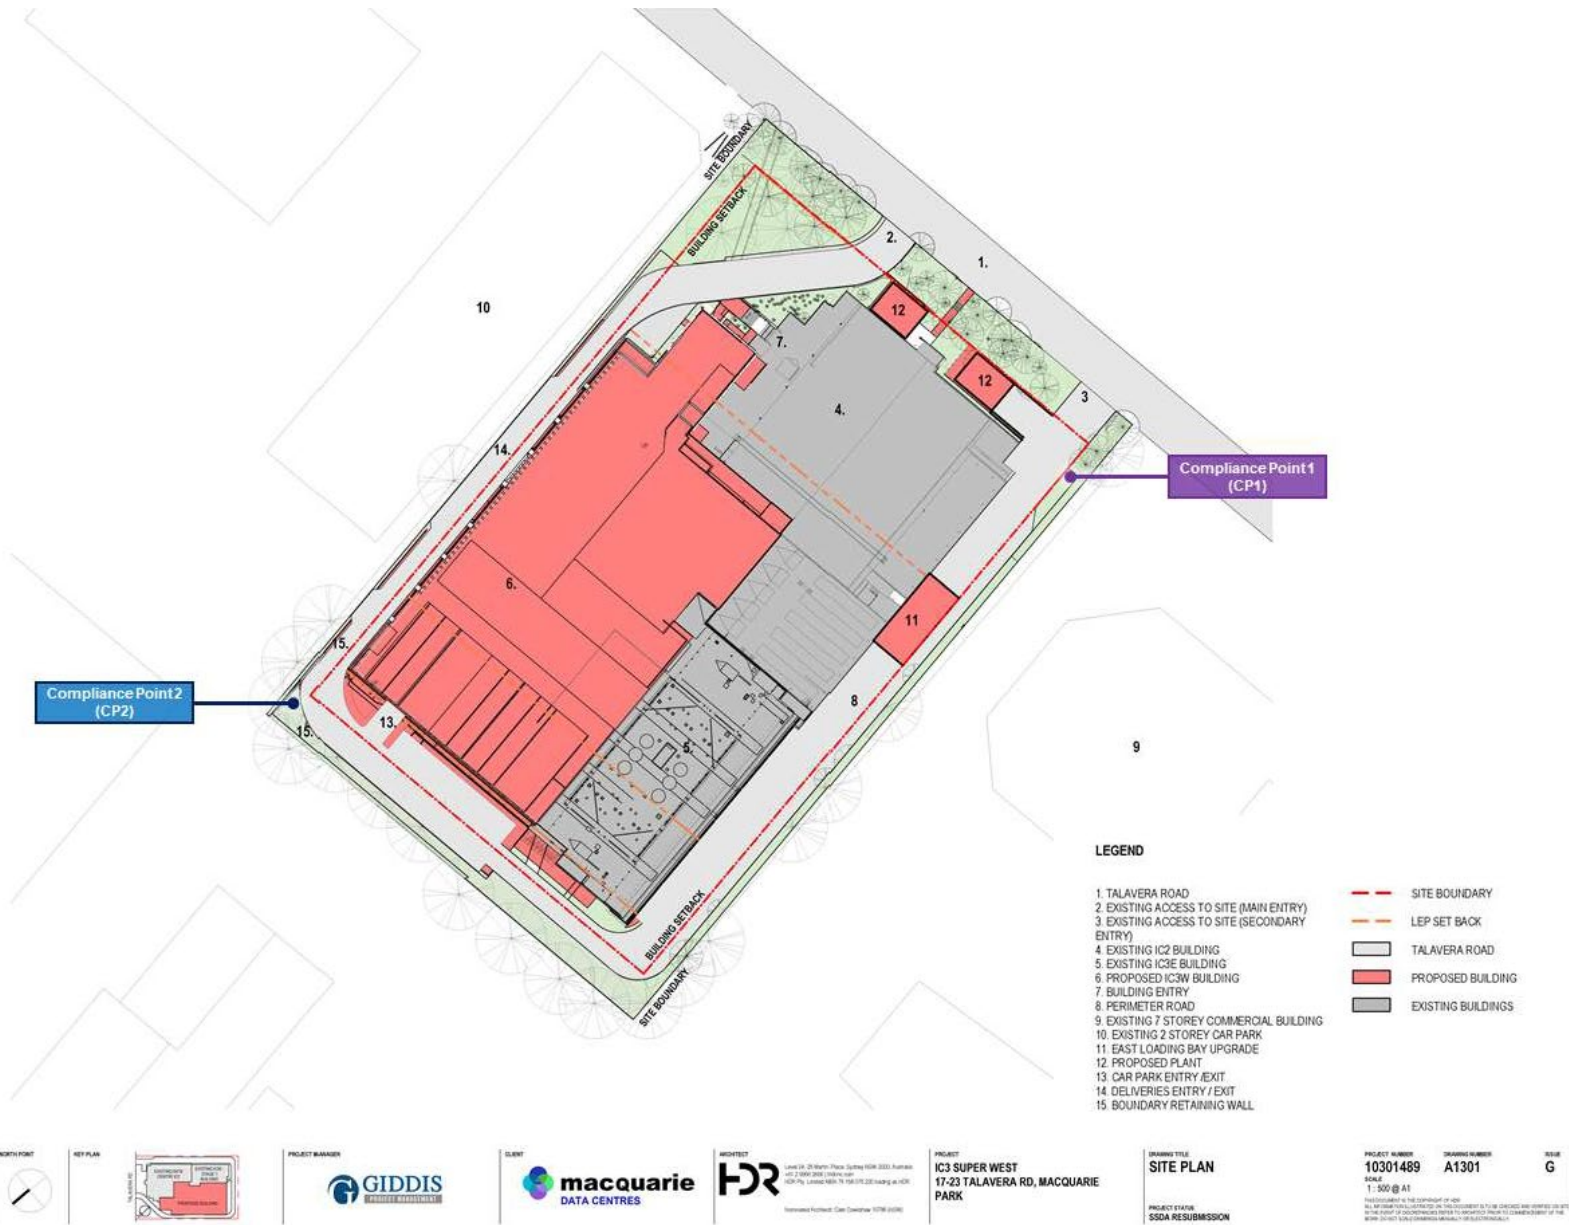 SITE BOUNDARY
BUILDING SETBACK
2.
1.
10
12
7.
12
3
4.
14.
Compliance Point 1
(CP1)
6.
11
15.
Compliance Point 2
(CP2)
8
13.
15.
5.
9
BUILDING SETBACK
SITE BOUNDARY
LEGEND
1. TALAVERA ROAD
2. EXISTING ACCESS TO SITE (MAIN ENTRY)
3. EXISTING ACCESS TO SITE (SECONDARY
ENTRY)
4. EXISTING IC2 BUILDING
5. EXISTING IC3E BUILDING
6. PROPOSED IC3W BUILDING
7. BUILDING ENTRY
8. PERIMETER ROAD
9. EXISTING 7 STOREY COMMERCIAL BUILDING
10. EXISTING 2 STOREY CAR PARK
11. EAST LOADING BAY UPGRADE
12. PROPOSED PLANT
13. CAR PARK ENTRY /EXIT
14. DELIVERIES ENTRY / EXIT
15. BOUNDARY RETAINING WALL
SITE BOUNDARY
LEP SET BACK
TALAVERA ROAD
PROPOSED BUILDING
EXISTING BUILDINGS
NORTH POINT
KEY PLAN
PROJECT MANAGER
GIDDIS
PROJECT MANAGEMENT
CLIENT
macquarie
DATA CENTRES
ARCHITECT
HDR
PROJECT
IC3 SUPER WEST
17-23 TALAVERA RD, MACQUARIE
PARK
DRAWING TITLE
SITE PLAN
PROJECT STATUS
SSDA RESUBMISSION
PROJECT NUMBER
10301489
DRAWING NUMBER
A1301
ISSUE
G
SCALE
1 : 500 @ A1